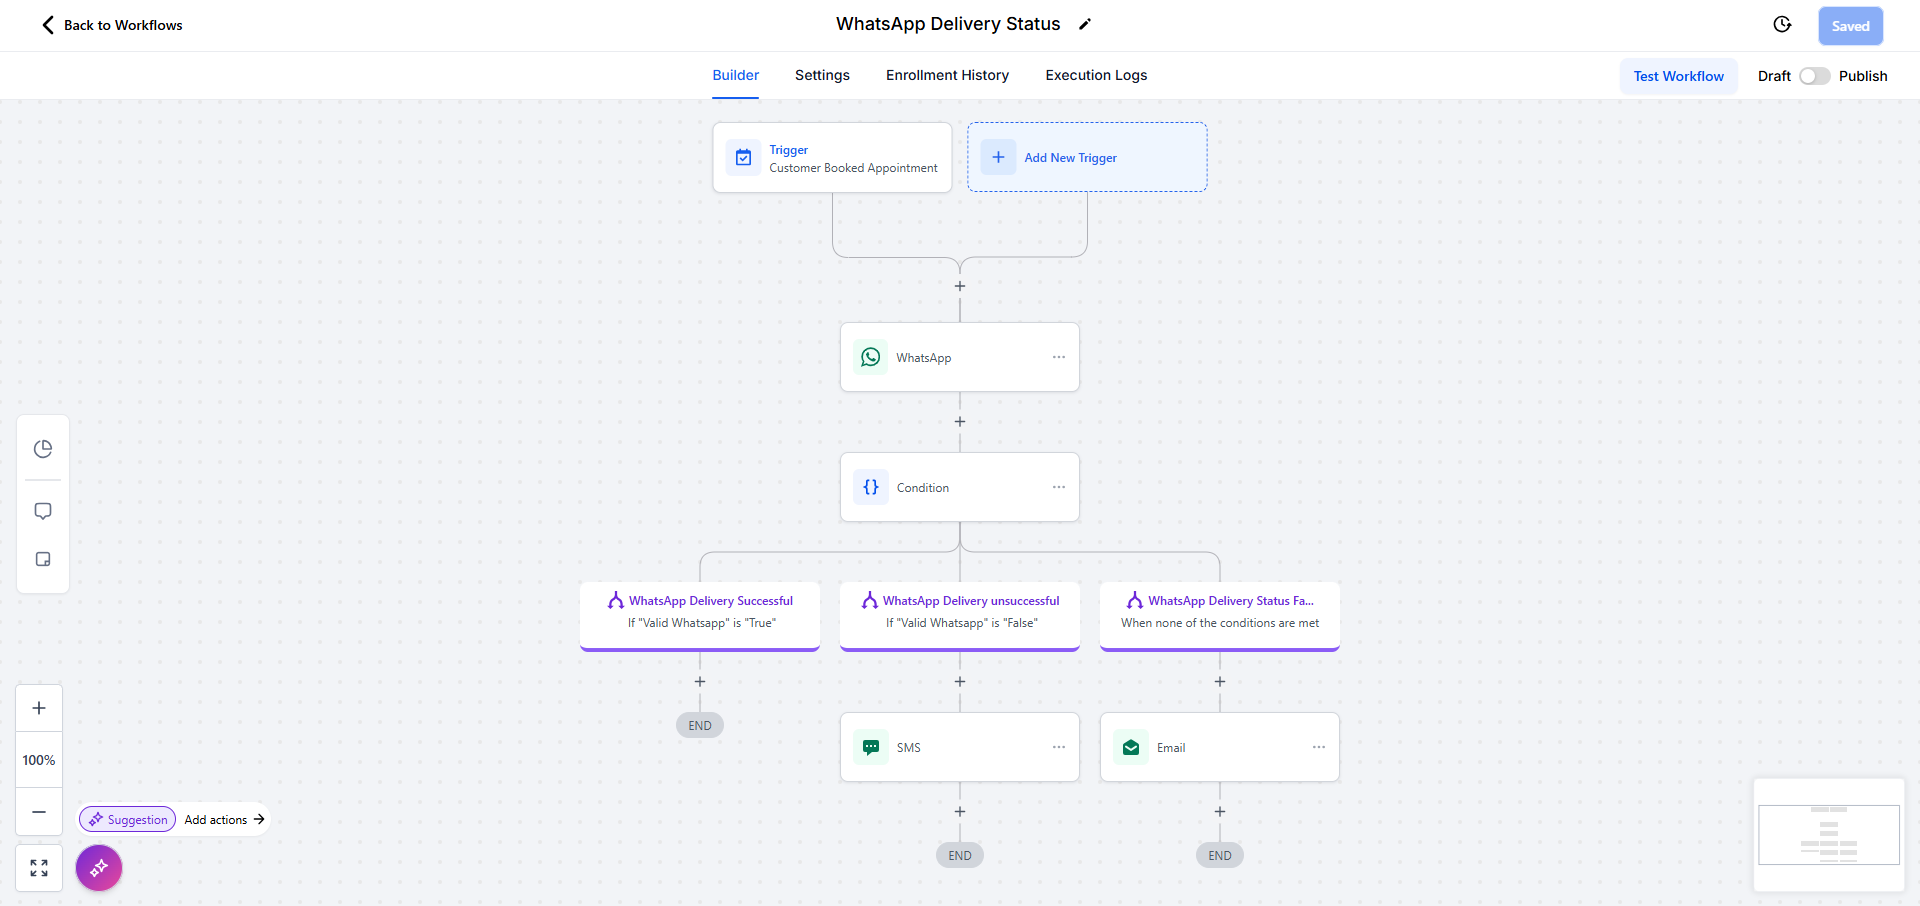 Back to Workflows
WhatsApp Delivery Status
Saved
Builder
Settings
Enrollment History
Execution Logs
Test Workflow
Draft
Publish
Trigger
Customer Booked Appointment
Add New Trigger
WhatsApp
Condition
WhatsApp Delivery Successful
If "Valid Whatsapp" is "True"
WhatsApp Delivery unsuccessful
If "Valid Whatsapp" is "False"
WhatsApp Delivery Status Fa...
When none of the conditions are met
END
SMS
Email
100%
Suggestion
Add actions
END
END